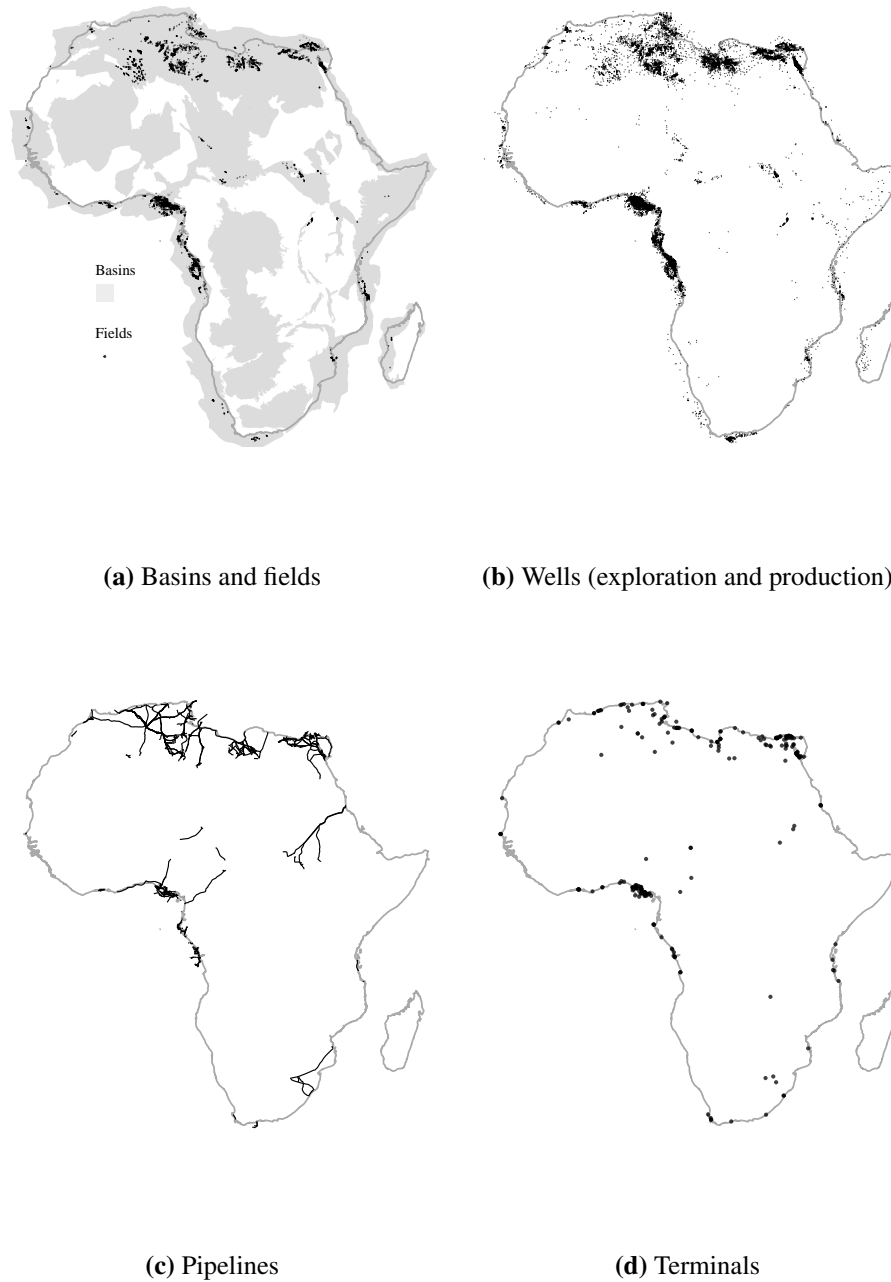 Basins
Fields
(a) Basins and fields
(b) Wells (exploration and production)
(c) Pipelines
(d) Terminals